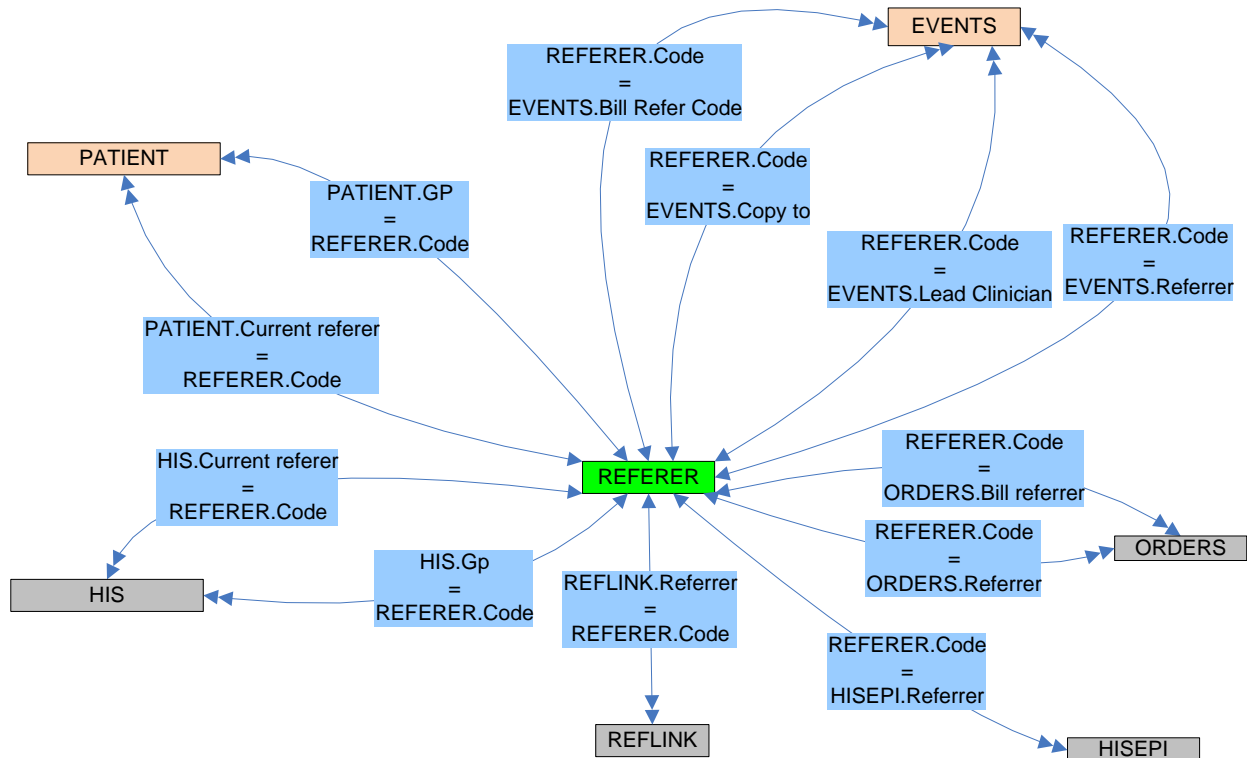 EVENTS
REFERER.Code
=
EVENTS.Bill Refer Code
PATIENT
REFERER.Code
=
EVENTS.Copy to
PATIENT.GP
=
REFERER.Code
REFERER.Code
=
EVENTS.Lead Clinician
REFERER.Code
=
EVENTS.Referrer
PATIENT.Current referer
=
REFERER.Code
HIS.Current referer
=
REFERER.Code
REFERER
REFERER.Code
=
ORDERS.Bill referrer
REFERER.Code
=
ORDERS.Referrer
ORDERS
HIS
HIS.Gp
=
REFERER.Code
REFLINK.Referrer
=
REFERER.Code
REFERER.Code
=
HISEPI.Referrer
REFLINK
HISEPI